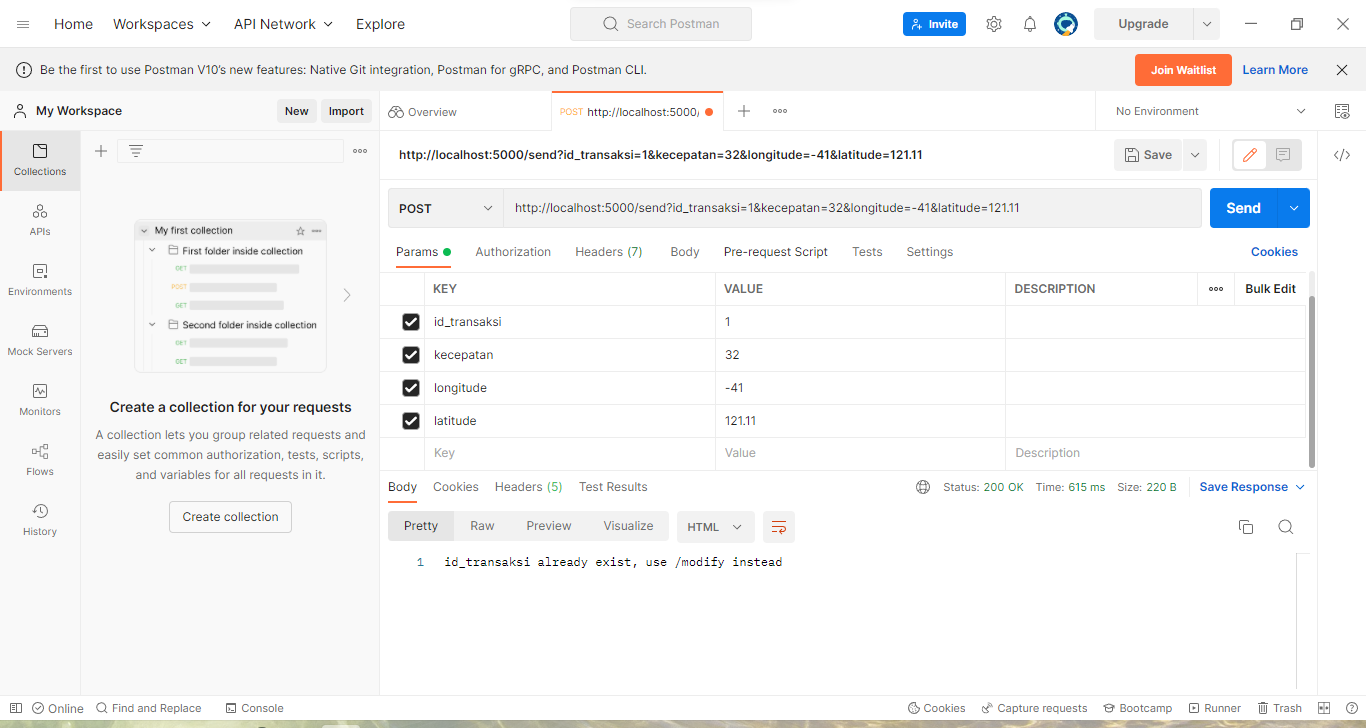 Home Workspaces API Network Explore Search Postman Invite Upgrade
Be the first to use Postman V10's new features: Native Git integration, Postman for gRPC, and Postman CLI. Join Waitlist Learn More
My Workspace New Import Overview POST http://localhost:5000/ No Environment
Collections
APIs
Environments
Mock Servers
Monitors
Flows
History
My first collection
First folder inside collection
GET
POST
GET
Second folder inside collection
GET
GET
Create a collection for your requests
A collection lets you group related requests and
easily set common authorization, tests, scripts,
and variables for all requests in it.
Create collection
http://localhost:5000/send?id_transaksi=1&kecepatan=32&longitude=-41&latitude=121.11 Save
POST http://localhost:5000/send?id_transaksi=1&kecepatan=32&longitude=-41&latitude=121.11 Send
Params Authorization Headers (7) Body Pre-request Script Tests Settings Cookies
KEY VALUE DESCRIPTION Bulk Edit
id_transaksi 1
kecepatan 32
longitude -41
latitude 121.11
Key Value Description
Body Cookies Headers (5) Test Results Status: 200 OK Time: 615 ms Size: 220 B Save Response
Pretty Raw Preview Visualize HTML
1 id_transaksi already exist, use /modify instead
Online Find and Replace Console Cookies Capture requests Bootcamp Runner Trash